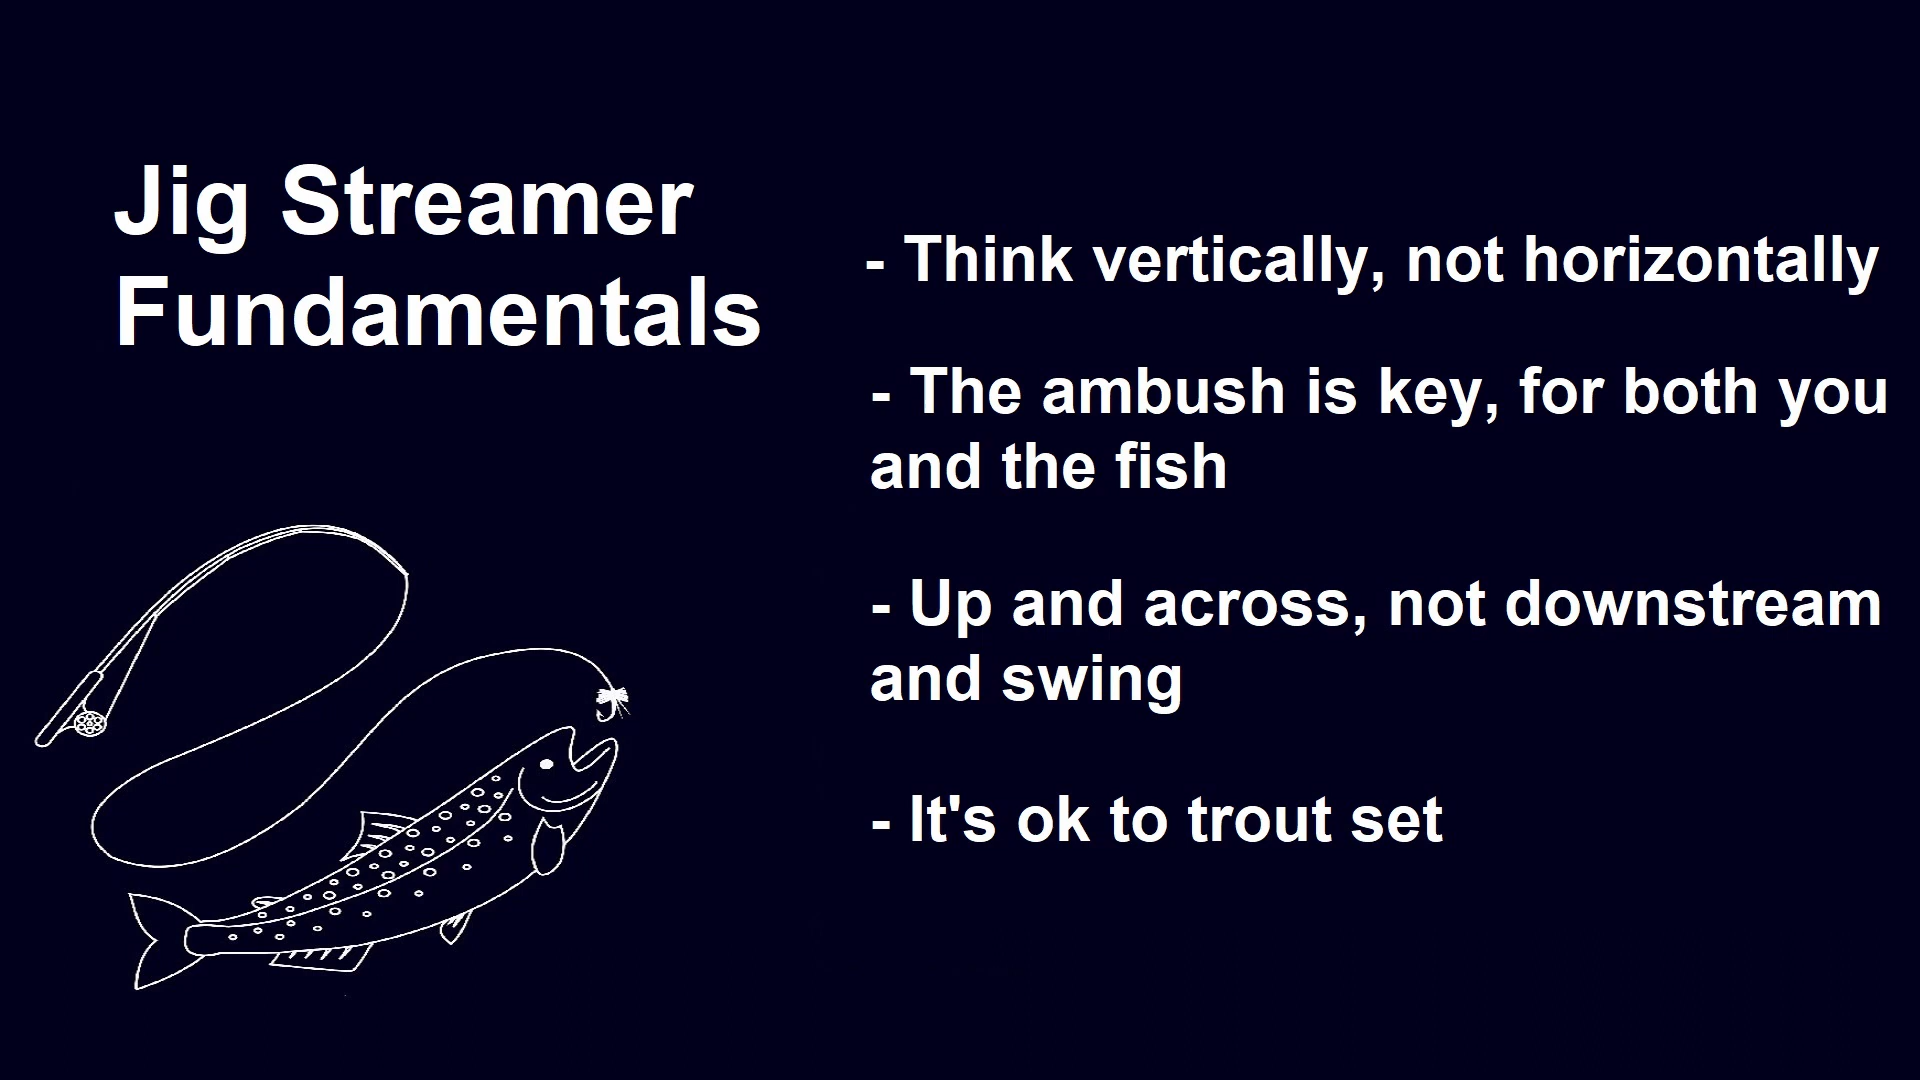 Jig Streamer
Fundamentals
- Think vertically, not horizontally
- The ambush is key, for both you
and the fish
- Up and across, not downstream
and swing
- It's ok to trout set